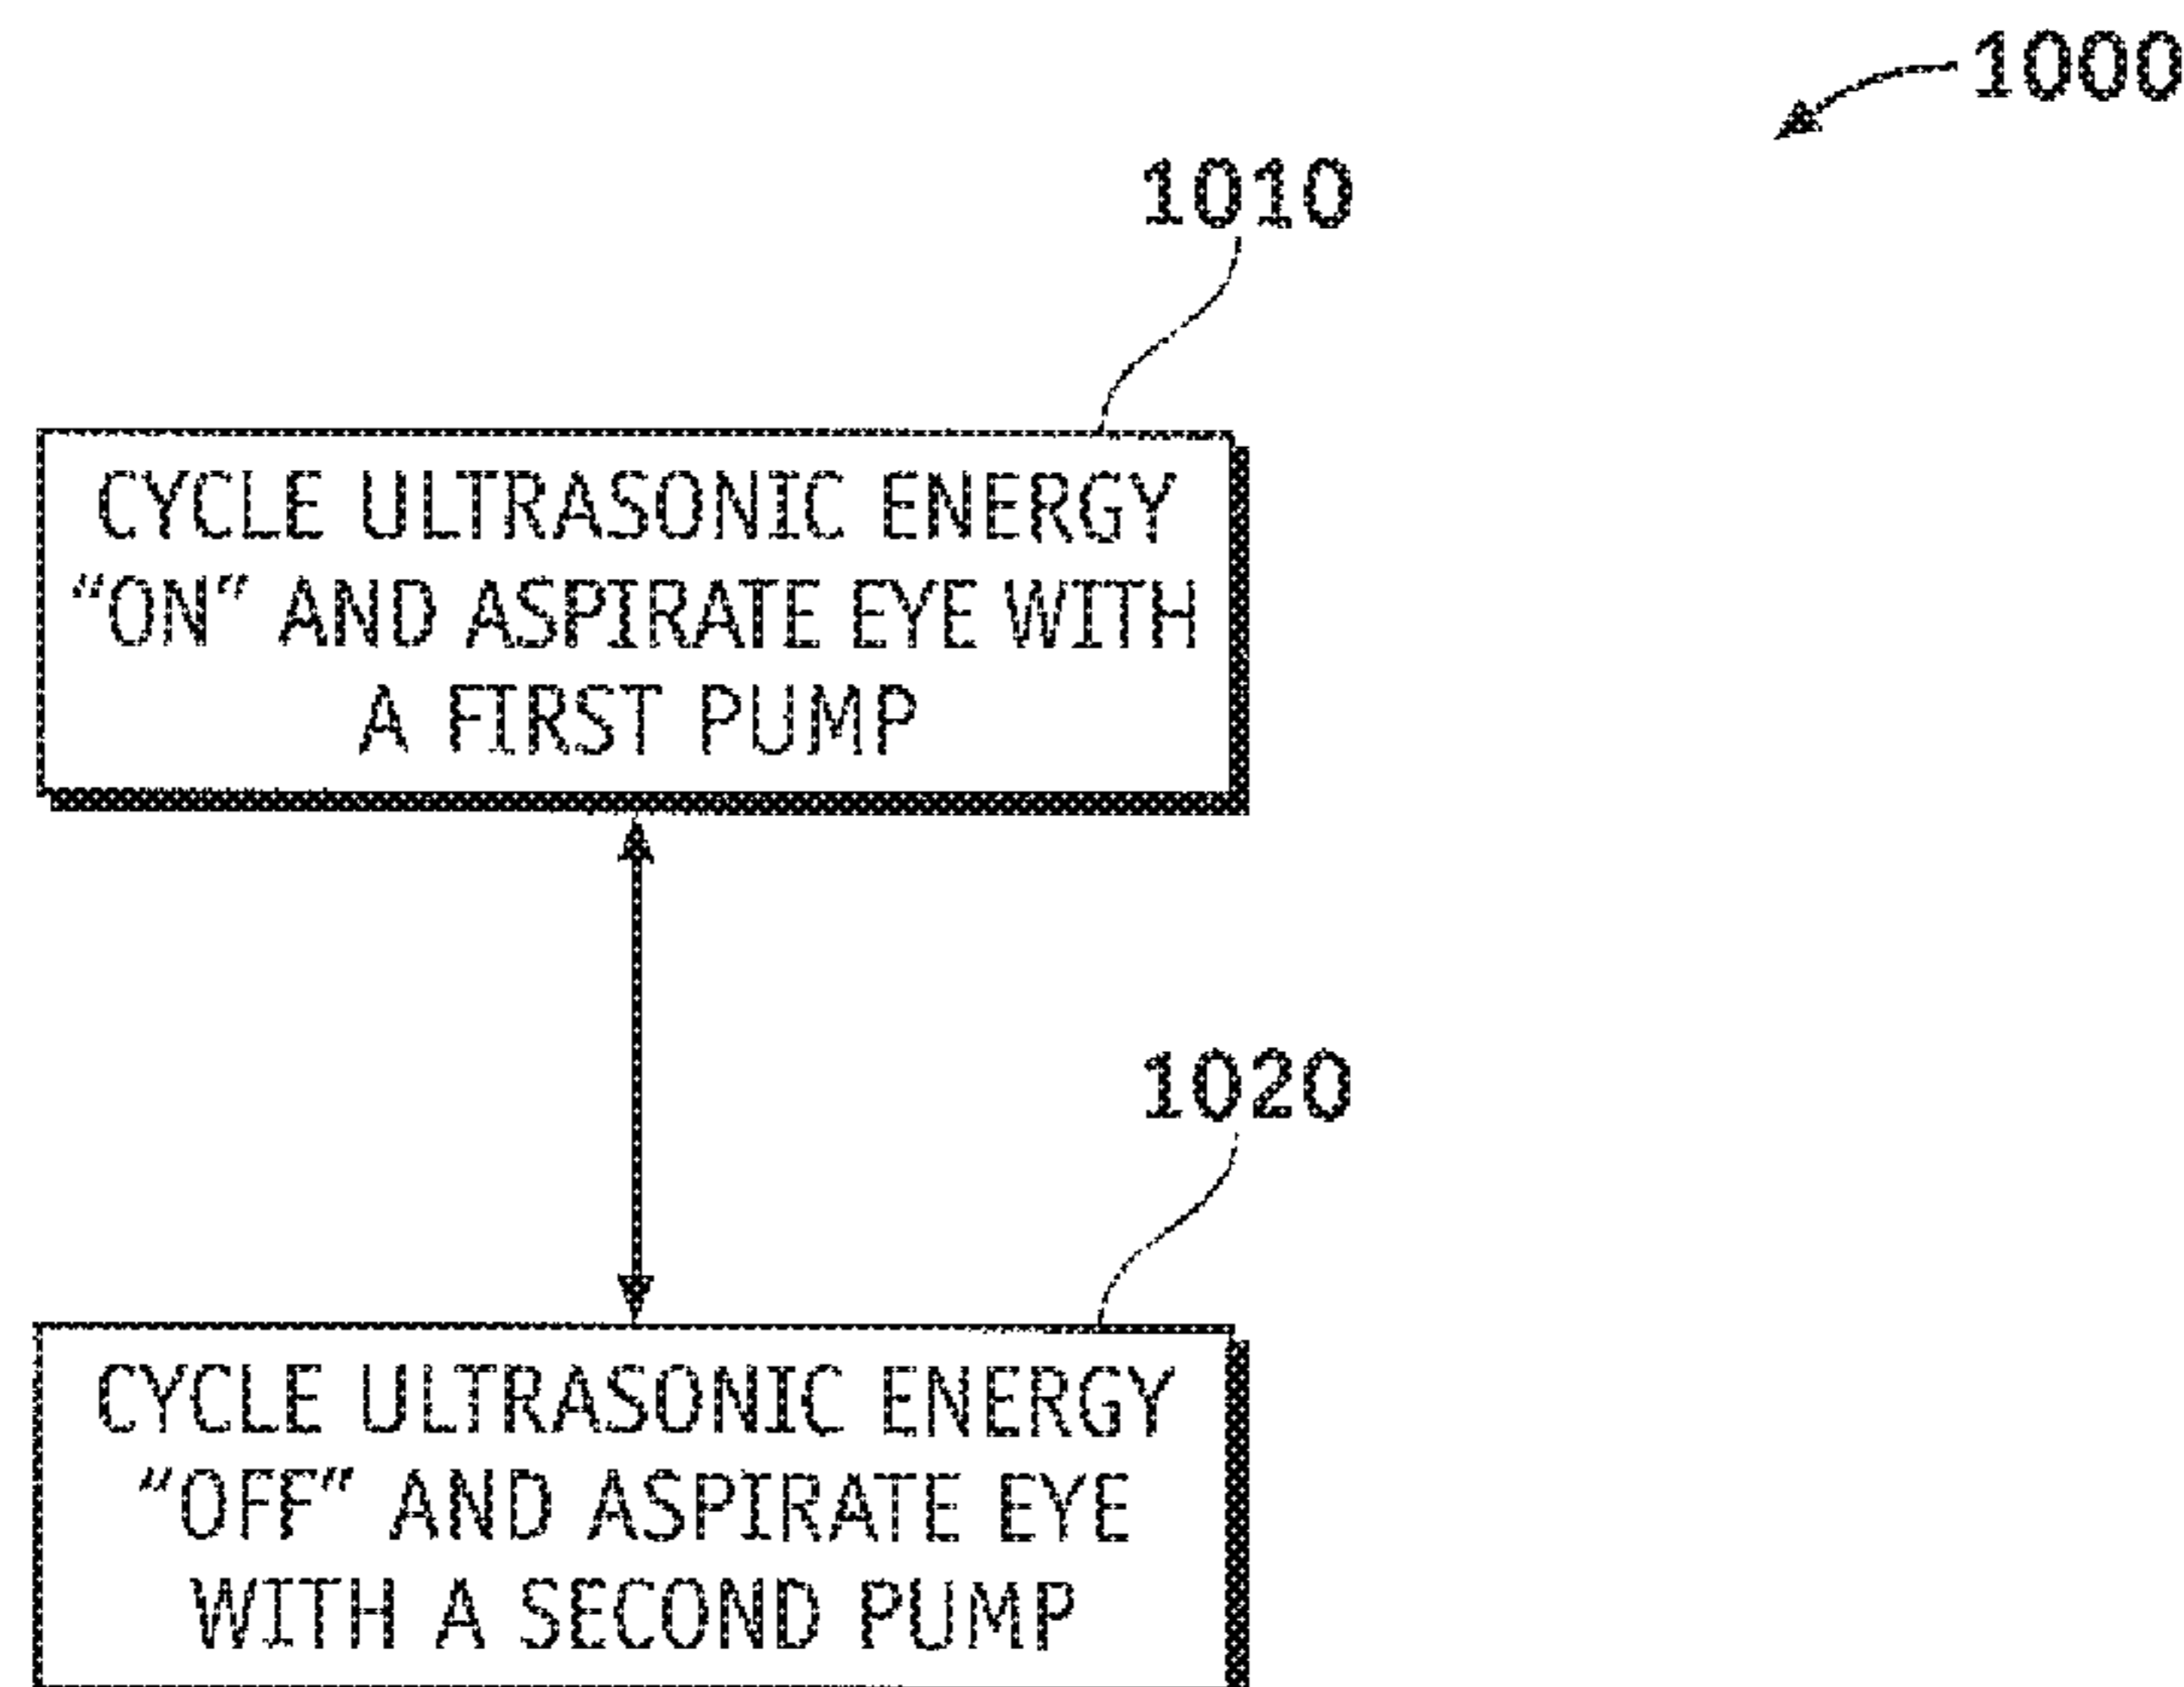 1000
1010
CYCLE ULTRASONIC ENERGY
“ON” AND ASPIRATE EYE WITH
A FIRST PUMP
1020
CYCLE ULTRASONIC ENERGY
“OFF” AND ASPIRATE EYE
WITH A SECOND PUMP